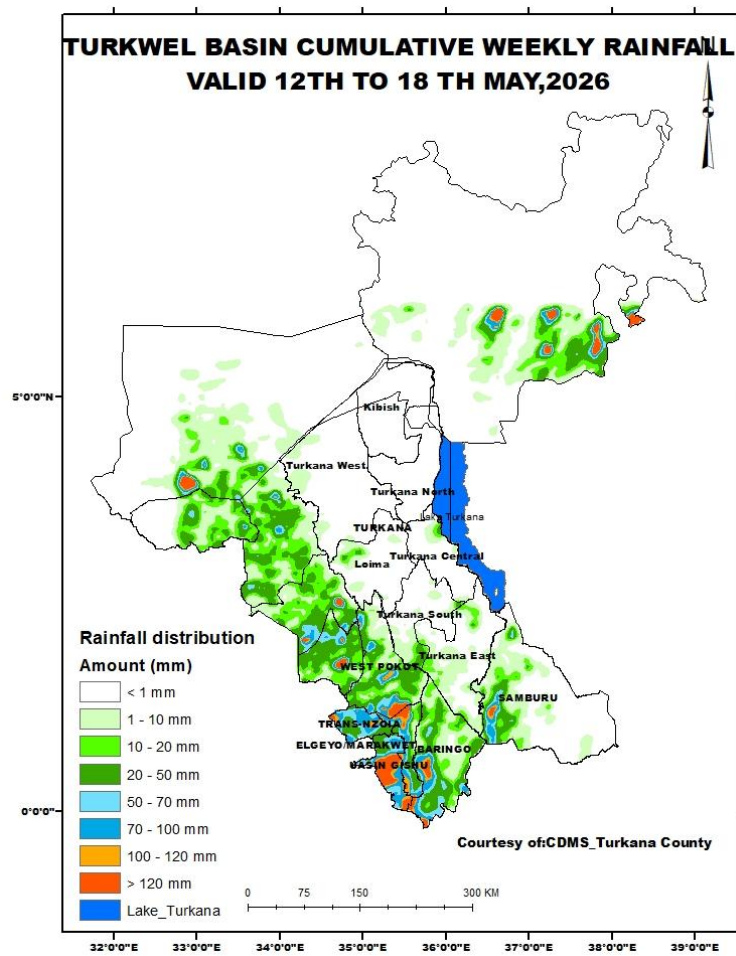 TURKWEL BASIN CUMULATIVE WEEKLY RAINFALL
VALID 12TH TO 18 TH MAY,2026
N
5°0'0"N
Kibish
Turkana West
Turkana North
Lake Turkana
TURKANA
Turkana Central
Loima
Turkana South
Turkana East
WEST POKOT
SAMBURU
TRANS-NZOIA
ELGEYO/MARAKWET
BARINGO
UASIN GISHU
Rainfall distribution
Amount (mm)
< 1 mm
1 - 10 mm
10 - 20 mm
20 - 50 mm
50 - 70 mm
70 - 100 mm
100 - 120 mm
> 120 mm
Lake_Turkana
0°0'0"
Courtesy of:CDMS_Turkana County
0 75 150 300 KM
32°0'0"E 33°0'0"E 34°0'0"E 35°0'0"E 36°0'0"E 37°0'0"E 38°0'0"E 39°0'0"E